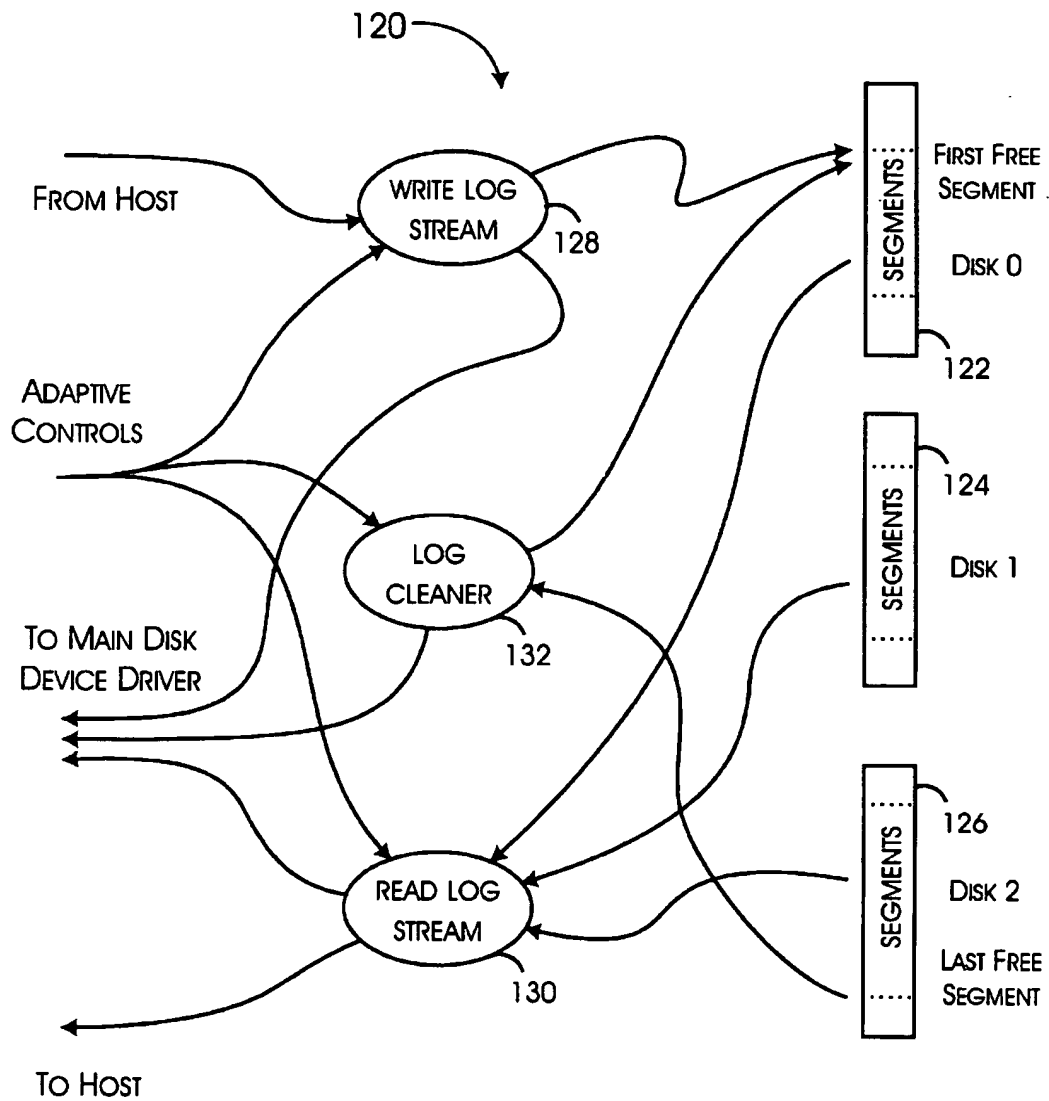 120
FROM HOST
WRITE LOG
STREAM
128
SEGMENTS
FIRST FREE
SEGMENT
DISK 0
122
ADAPTIVE
CONTROLS
SEGMENTS
124
DISK 1
LOG
CLEANER
132
TO MAIN DISK
DEVICE DRIVER
SEGMENTS
126
DISK 2
LAST FREE
SEGMENT
READ LOG
STREAM
130
TO HOST